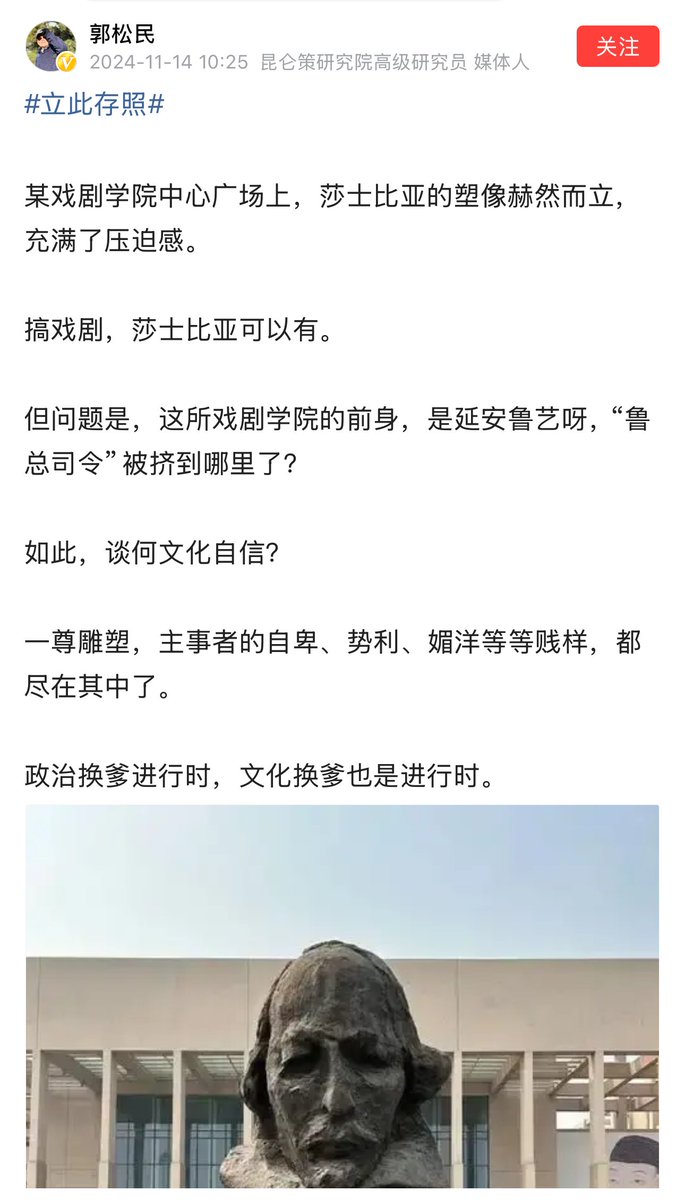 郭松民
2024-11-14 10:25 昆仑策研究院高级研究员 媒体人
关注
#立此存照#
某戏剧学院中心广场上，莎士比亚的塑像赫然而立，
充满了压迫感。
搞戏剧，莎士比亚可以有。
但问题是，这所戏剧学院的前身，是延安鲁艺呀，“鲁
总司令”被挤到哪里了？
如此，谈何文化自信？
一尊雕塑，主事者的自卑、势利、媚洋等等贱样，都
尽在其中了。
政治换爹进行时，文化换爹也是进行时。